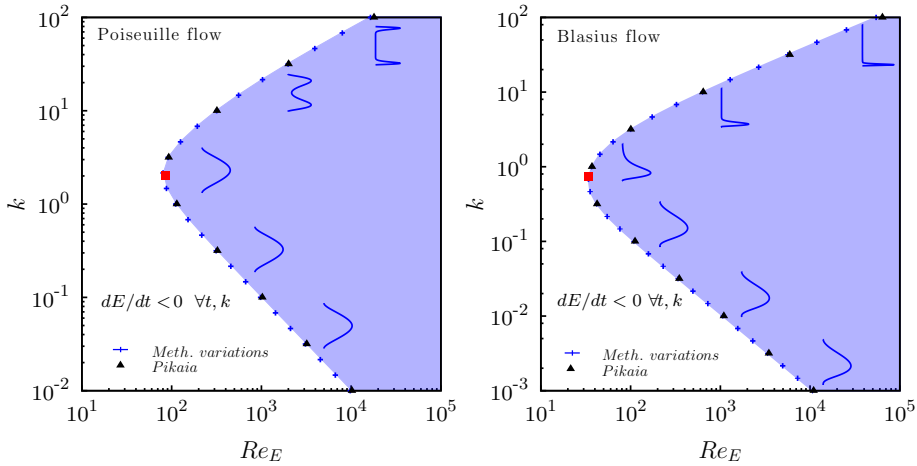 Poiseuille flow
10^2
10^1
10^0
10^-1
10^-2
k
dE/dt<0 ∀t, k
Meth. variations
Pikaia
10^1 10^2 10^3 10^4 10^5
Re_E
Blasius flow
10^2
10^1
10^0
10^-1
10^-2
10^-3
k
dE/dt<0 ∀t, k
Meth. variations
Pikaia
10^1 10^2 10^3 10^4 10^5
Re_E